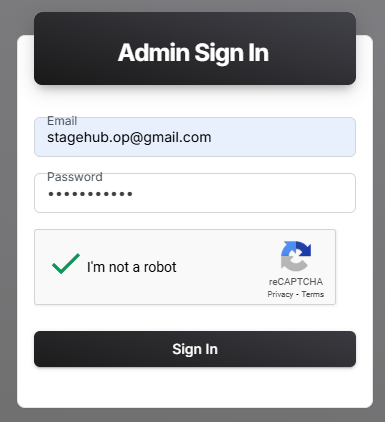 Admin Sign In
Email
stagehub.op@gmail.com
Password
•••••••••••
I'm not a robot
reCAPTCHA
Privacy - Terms
Sign In